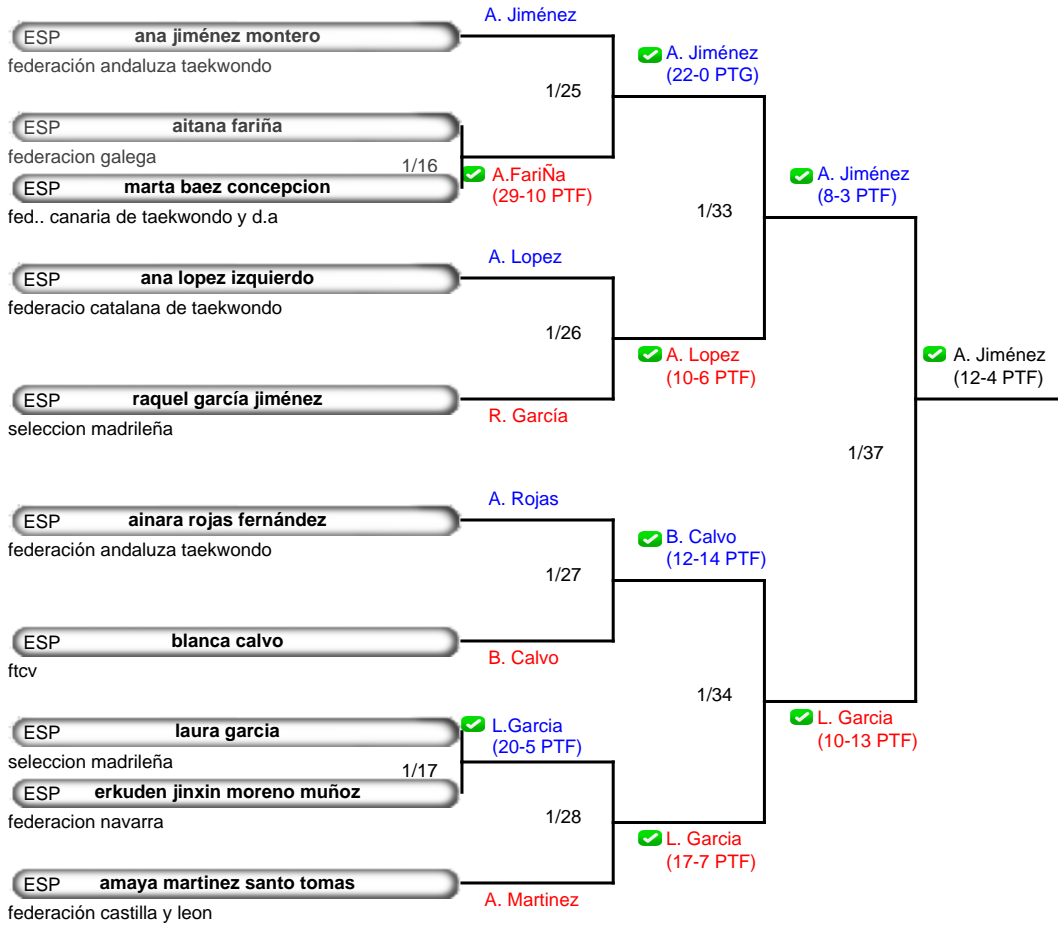 A. Jiménez
ESP ana jiménez montero
federación andaluza taekwondo
A. Jiménez
(22-0 PTG)
1/25
ESP aitana fariña
federacion galega
1/16
A.FariÑa
(29-10 PTF)
ESP marta baez concepcion
fed.. canaria de taekwondo y d.a
A. Jiménez
(8-3 PTF)
1/33
A. Lopez
ESP ana lopez izquierdo
federacio catalana de taekwondo
1/26
A. Lopez
(10-6 PTF)
A. Jiménez
(12-4 PTF)
ESP raquel garcía jiménez
seleccion madrileña
R. García
1/37
A. Rojas
ESP ainara rojas fernández
federación andaluza taekwondo
B. Calvo
(12-14 PTF)
1/27
ESP blanca calvo
ftcv
B. Calvo
1/34
L. Garcia
(10-13 PTF)
ESP laura garcia
seleccion madrileña
L.Garcia
(20-5 PTF)
1/17
ESP erkuden jinxin moreno muñoz
federacion navarra
1/28
L. Garcia
(17-7 PTF)
ESP amaya martinez santo tomas
federación castilla y leon
A. Martinez